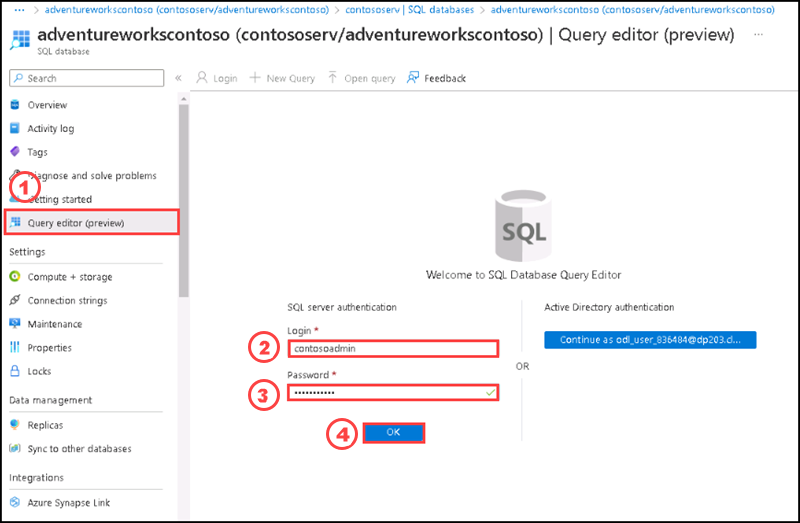 ··· > adventureworkscontoso (contososerv/adventureworkscontoso) > contososerv | SQL databases > adventureworkscontoso (contososerv/adventureworkscontoso)
adventureworkscontoso (contososerv/adventureworkscontoso) | Query editor (preview) ···
SQL database
Search
«
Login
New Query
Open query
Feedback
Overview
Activity log
Tags
Diagnose and solve problems
1
Getting started
Query editor (preview)
Settings
Compute + storage
Connection strings
Maintenance
Properties
Locks
Data management
Replicas
Sync to other databases
Integrations
Azure Synapse Link
SQL
Welcome to SQL Database Query Editor
SQL server authentication
Login *
2
contosoadmin
Password *
3
•••••••••••
4
OK
OR
Active Directory authentication
Continue as odl_user_836484@dp203.cl...